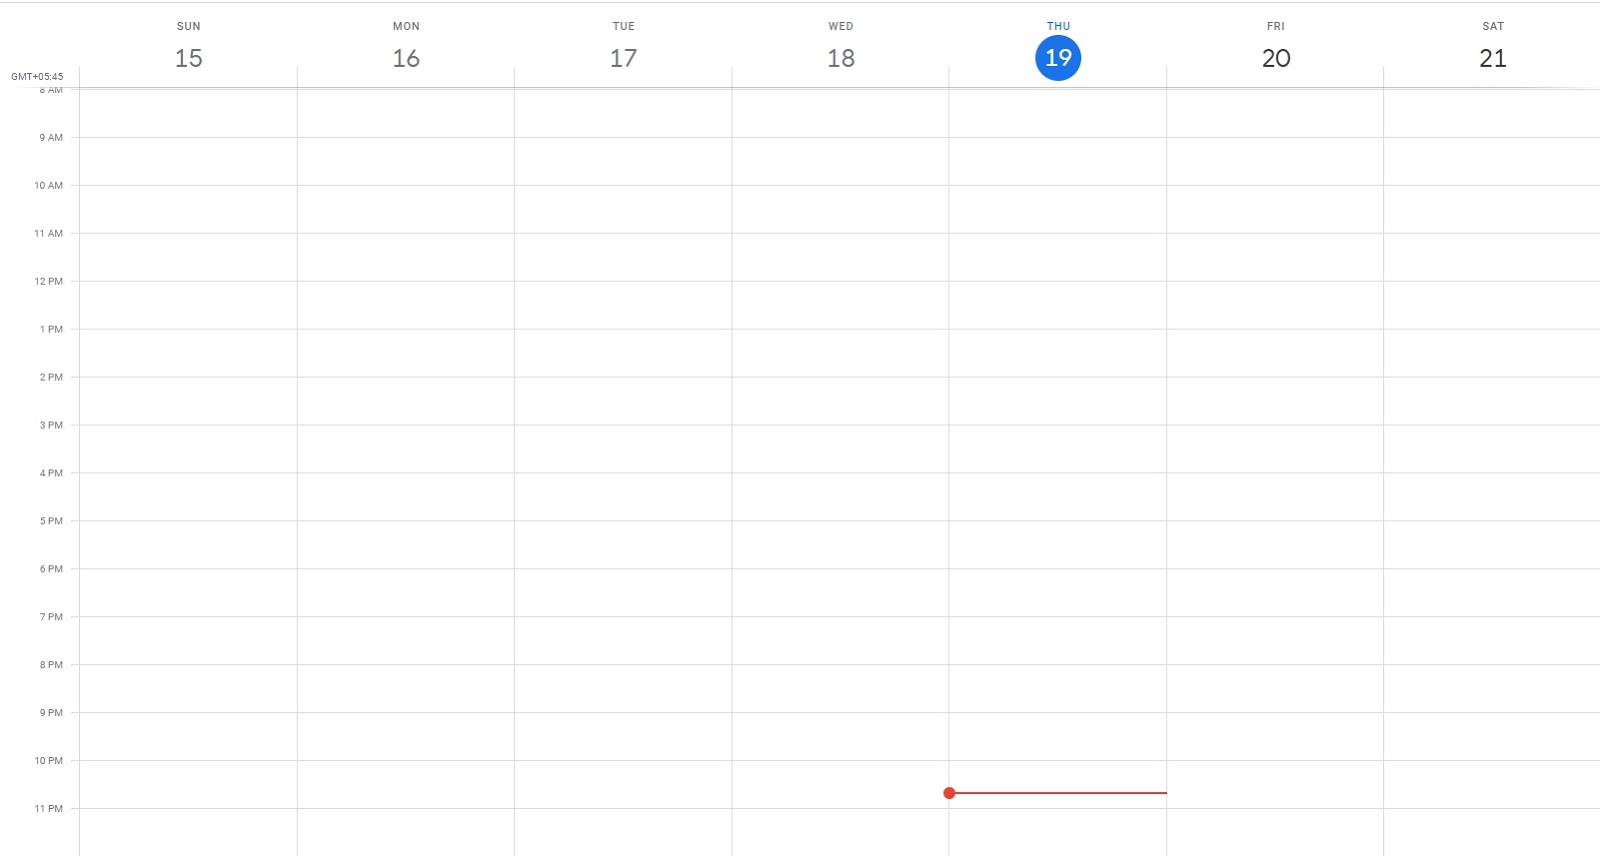 SUN MON TUE WED THU FRI SAT
15 16 17 18 19 20 21
GMT+05:45
8 AM
9 AM
10 AM
11 AM
12 PM
1 PM
2 PM
3 PM
4 PM
5 PM
6 PM
7 PM
8 PM
9 PM
10 PM
11 PM